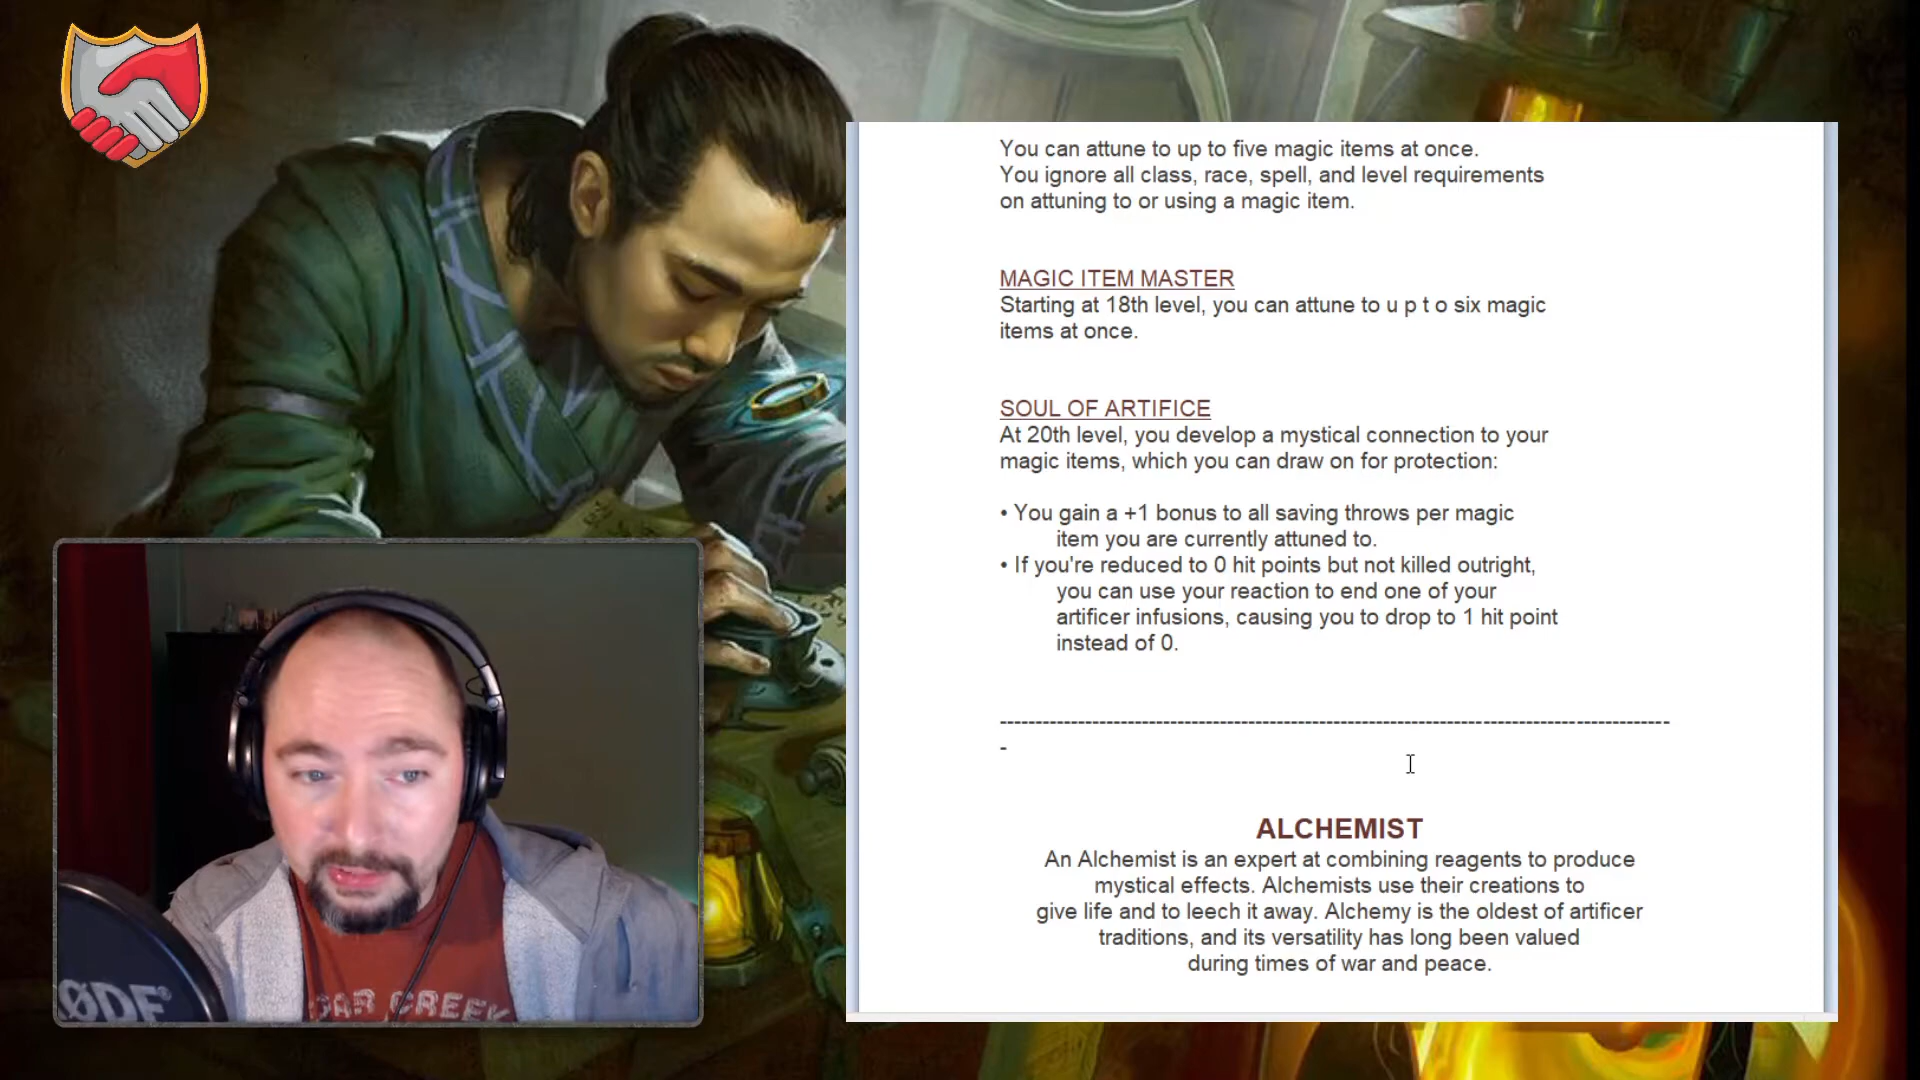 You can attune to up to five magic items at once.
You ignore all class, race, spell, and level requirements
on attuning to or using a magic item.
MAGIC ITEM MASTER
Starting at 18th level, you can attune to u p t o six magic
items at once.
SOUL OF ARTIFICE
At 20th level, you develop a mystical connection to your
magic items, which you can draw on for protection:
• You gain a +1 bonus to all saving throws per magic
item you are currently attuned to.
• If you're reduced to 0 hit points but not killed outright,
you can use your reaction to end one of your
artificer infusions, causing you to drop to 1 hit point
instead of 0.
-----------------------------------------------------------------------------------------------
-
ALCHEMIST
An Alchemist is an expert at combining reagents to produce
mystical effects. Alchemists use their creations to
give life and to leech it away. Alchemy is the oldest of artificer
traditions, and its versatility has long been valued
during times of war and peace.
RØDE
CREEK